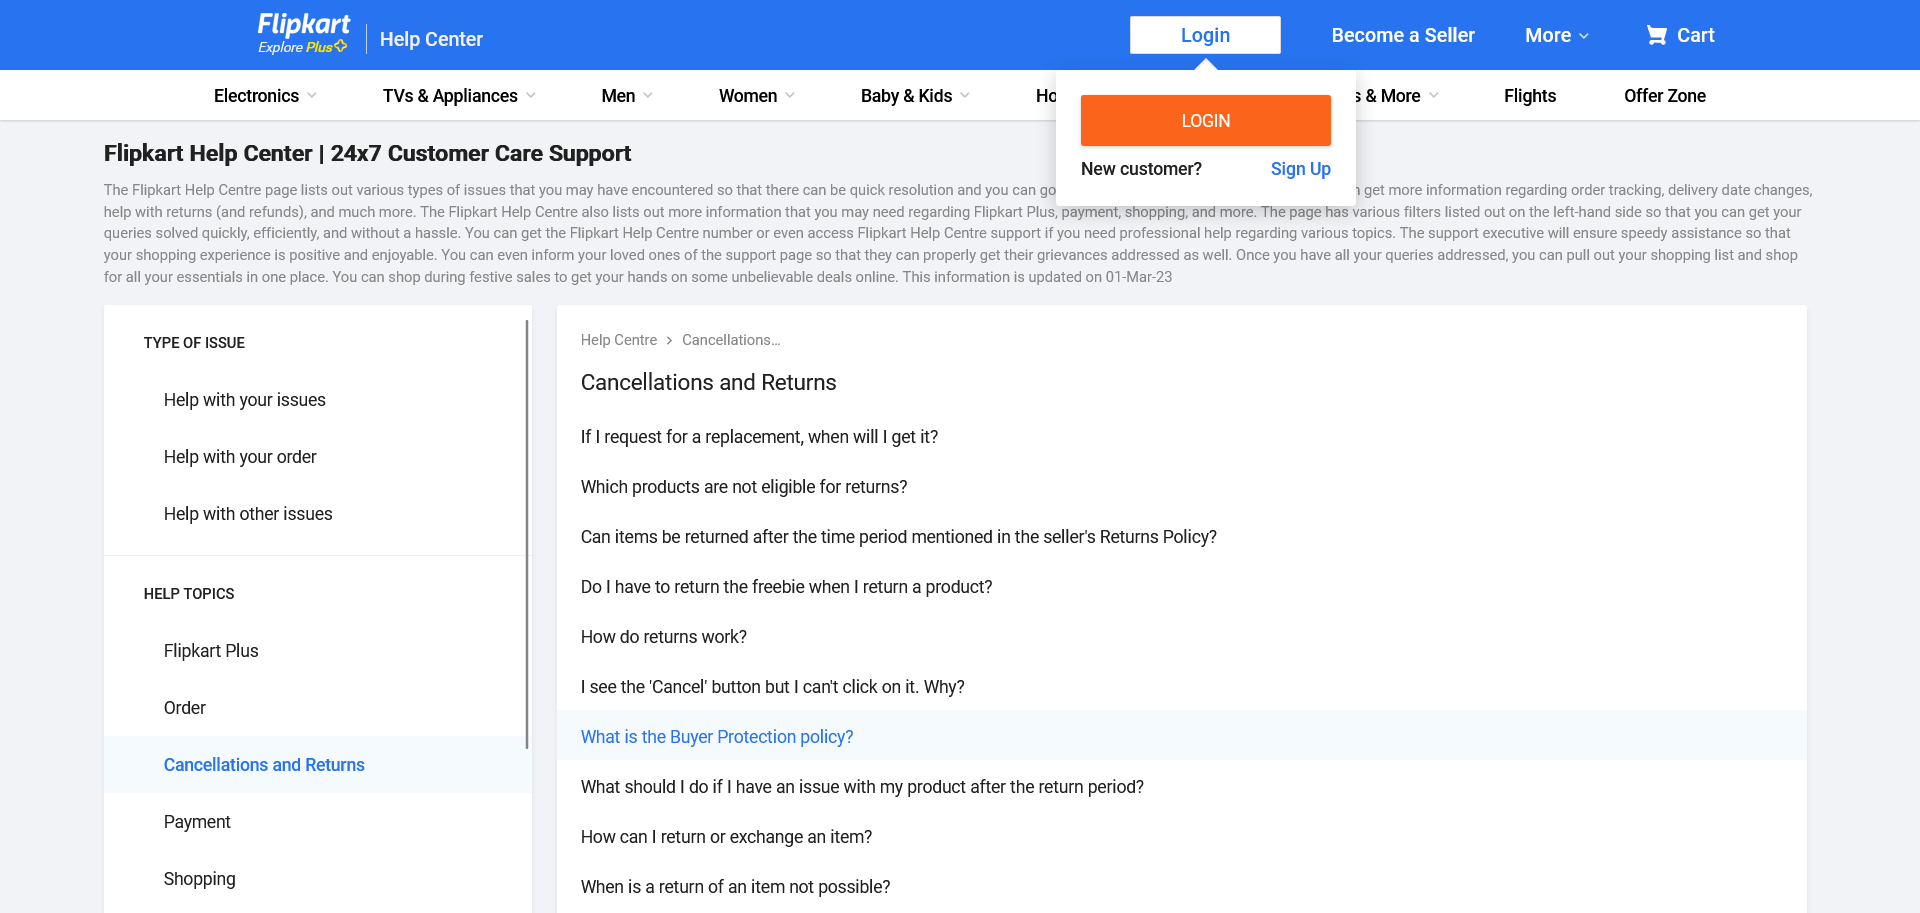 Flipkart
Explore Plus
Help Center
Login
Become a Seller
More
Cart
Electronics
TVs & Appliances
Men
Women
Baby & Kids
& More
Flights
Offer Zone
LOGIN
New customer?
Sign Up
Flipkart Help Center | 24x7 Customer Care Support
The Flipkart Help Centre page lists out various types of issues that you may have encountered so that there can be quick resolution and you can go get more information regarding order tracking, delivery date changes,
help with returns (and refunds), and much more. The Flipkart Help Centre also lists out more information that you may need regarding Flipkart Plus, payment, shopping, and more. The page has various filters listed out on the left-hand side so that you can get your
queries solved quickly, efficiently, and without a hassle. You can get the Flipkart Help Centre number or even access Flipkart Help Centre support if you need professional help regarding various topics. The support executive will ensure speedy assistance so that
your shopping experience is positive and enjoyable. You can even inform your loved ones of the support page so that they can properly get their grievances addressed as well. Once you have all your queries addressed, you can pull out your shopping list and shop
for all your essentials in one place. You can shop during festive sales to get your hands on some unbelievable deals online. This information is updated on 01-Mar-23
TYPE OF ISSUE
Help with your issues
Help with your order
Help with other issues
HELP TOPICS
Flipkart Plus
Order
Cancellations and Returns
Payment
Shopping
Help Centre
Cancellations...
Cancellations and Returns
If I request for a replacement, when will I get it?
Which products are not eligible for returns?
Can items be returned after the time period mentioned in the seller's Returns Policy?
Do I have to return the freebie when I return a product?
How do returns work?
I see the 'Cancel' button but I can't click on it. Why?
What is the Buyer Protection policy?
What should I do if I have an issue with my product after the return period?
How can I return or exchange an item?
When is a return of an item not possible?